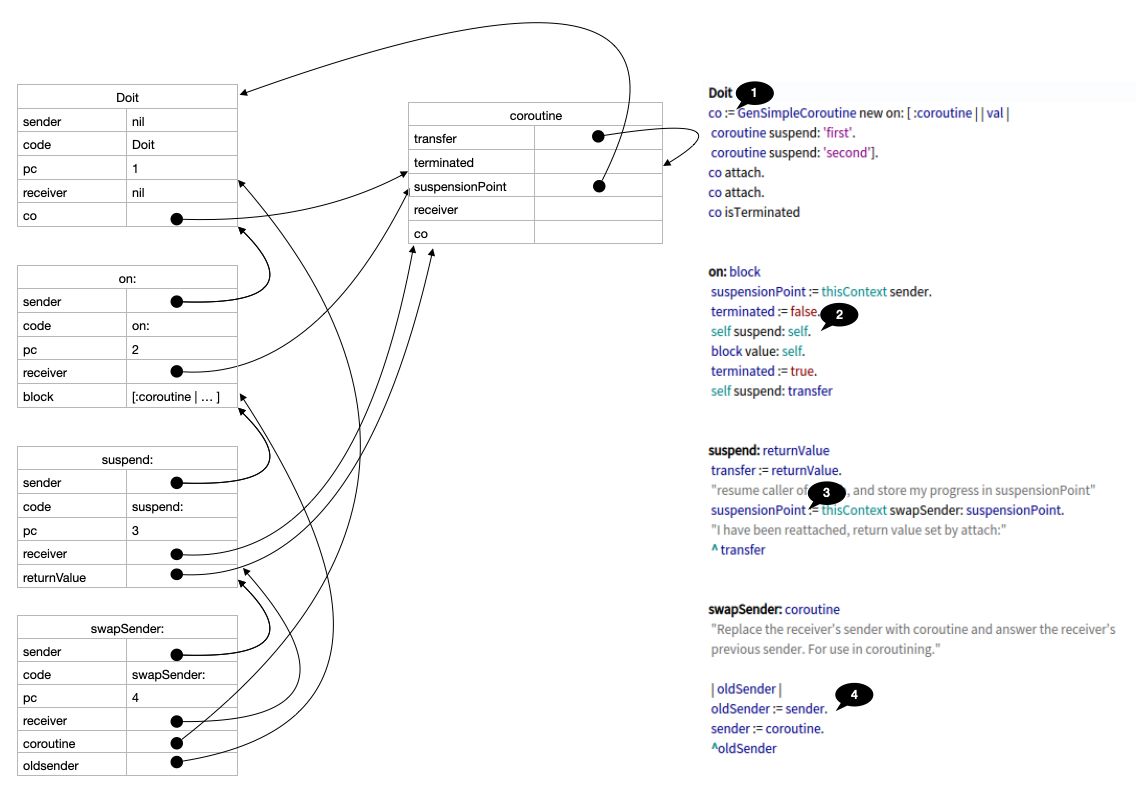 Doit
sender nil
code Doit
pc 1
receiver nil
co
on:
sender
code on:
pc 2
receiver
block [:coroutine | … ]
suspend:
sender
code suspend:
pc 3
receiver
returnValue
swapSender:
sender
code swapSender:
pc 4
receiver
coroutine
oldsender
coroutine
transfer
terminated
suspensionPoint
receiver
co
Doit 1
co := GenSimpleCoroutine new on: [ :coroutine | | val |
coroutine suspend: 'first'.
coroutine suspend: 'second'].
co attach.
co attach.
co isTerminated
on: block
suspensionPoint := thisContext sender.
terminated := false. 2
self suspend: self.
block value: self.
terminated := true.
self suspend: transfer
suspend: returnValue
transfer := returnValue.
"resume caller of 3 , and store my progress in suspensionPoint"
suspensionPoint := thisContext swapSender: suspensionPoint.
"I have been reattached, return value set by attach:"
^ transfer
swapSender: coroutine
"Replace the receiver's sender with coroutine and answer the receiver's
previous sender. For use in coroutining."
| oldSender |
oldSender := sender. 4
sender := coroutine.
^oldSender